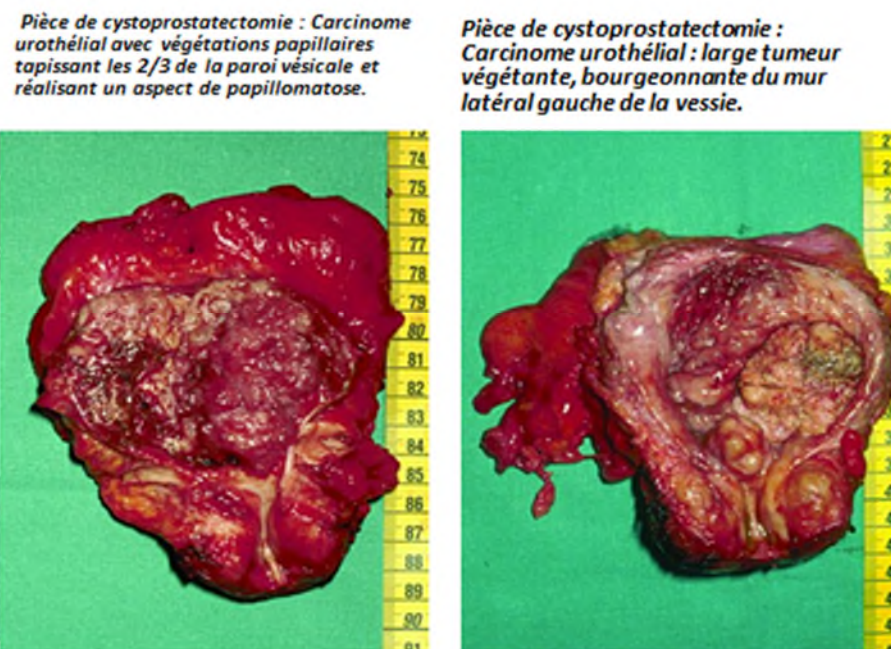 Pièce de cystoprostatectomie : Carcinome
urothélial avec végétations papillaires
tapissant les 2/3 de la paroi vésicale et
réalisant un aspect de papillomatose.
Pièce de cystoprostatectomie :
Carcinome urothélial : large tumeur
végétante, bourgeonnante du mur
latéral gauche de la vessie.
74
75
76
77
78
79
80
81
82
83
84
85
86
87
88
89
90